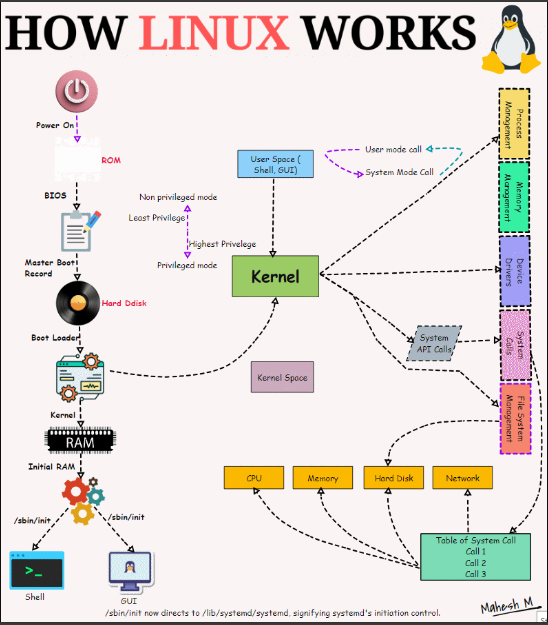 HOW LINUX WORKS
Power On
ROM
BIOS
Master Boot
Record
Hard Ddisk
Boot Loader
Kernel
RAM
Initial RAM
/sbin/init
/sbin/init
>_
Shell
GUI
Non privileged mode
Least Privilege
Highest Privelege
Privileged mode
User Space (
Shell, GUI)
User mode call
System Mode Call
Kernel
Kernel Space
System
API Calls
Process
Management
Memory
Management
Device
Drivers
System
Calls
File System
Management
CPU
Memory
Hard Disk
Network
Table of System Call
Call 1
Call 2
Call 3
/sbin/init now directs to /lib/systemd/systemd, signifying systemd's initiation control.
Mahesh M